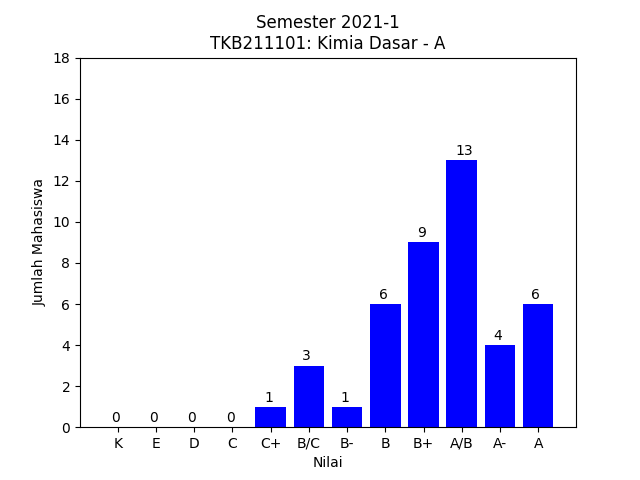 Semester 2021-1
TKB211101: Kimia Dasar - A
18
16
14
12
10
8
6
4
2
0
Jumlah Mahasiswa
0 0 0 0 1 3 1 6 9 13 4 6
K E D C C+ B/C B- B B+ A/B A- A
Nilai